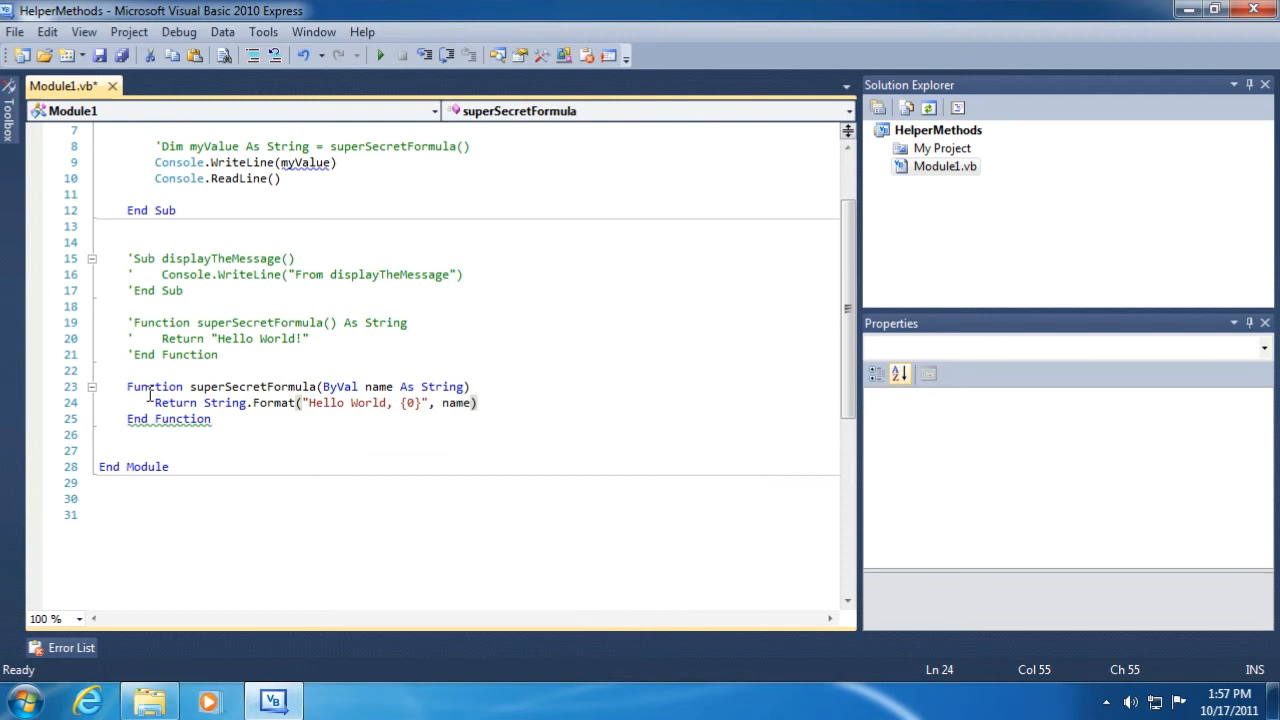 HelperMethods - Microsoft Visual Basic 2010 Express
File Edit View Project Debug Data Tools Window Help
Module1.vb*
Solution Explorer
Toolbox
Module1
superSecretFormula
HelperMethods
My Project
Module1.vb
7
8 'Dim myValue As String = superSecretFormula()
9 Console.WriteLine(myValue)
10 Console.ReadLine()
11
12 End Sub
13
14
15 'Sub displayTheMessage()
16 ' Console.WriteLine("From displayTheMessage")
17 'End Sub
18
19 'Function superSecretFormula() As String
20 ' Return "Hello World!"
21 'End Function
22
23 Function superSecretFormula(ByVal name As String)
24 Return String.Format("Hello World, {0}", name)
25 End Function
26
27
28 End Module
29
30
31
Properties
100 %
Error List
Ready
Ln 24
Col 55
Ch 55
INS
VB
1:57 PM
10/17/2011